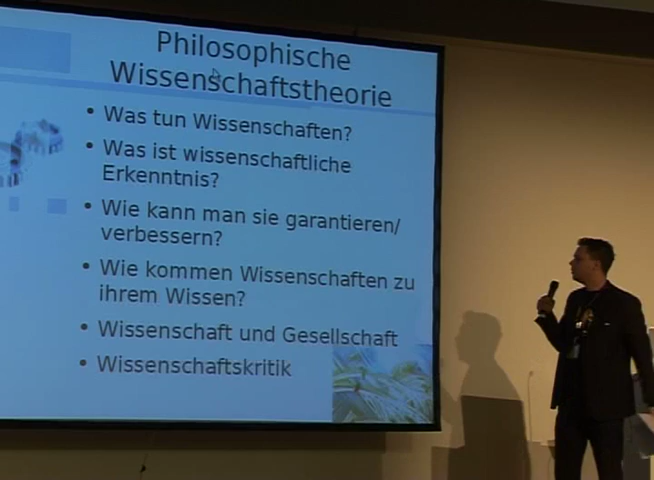 Philosophische
Wissenschaftstheorie
• Was tun Wissenschaften?
• Was ist wissenschaftliche
Erkenntnis?
• Wie kann man sie garantieren/
verbessern?
• Wie kommen Wissenschaften zu
ihrem Wissen?
• Wissenschaft und Gesellschaft
• Wissenschaftskritik